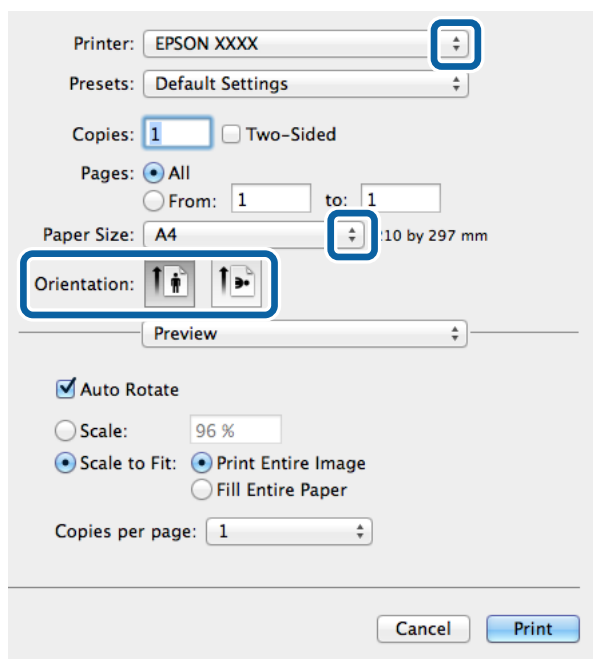 Printer: EPSON XXXX
Presets: Default Settings
Copies: 1 Two-Sided
Pages: All
From: 1 to: 1
Paper Size: A4 210 by 297 mm
Orientation:
Preview
Auto Rotate
Scale: 96 %
Scale to Fit: Print Entire Image
Fill Entire Paper
Copies per page: 1
Cancel Print